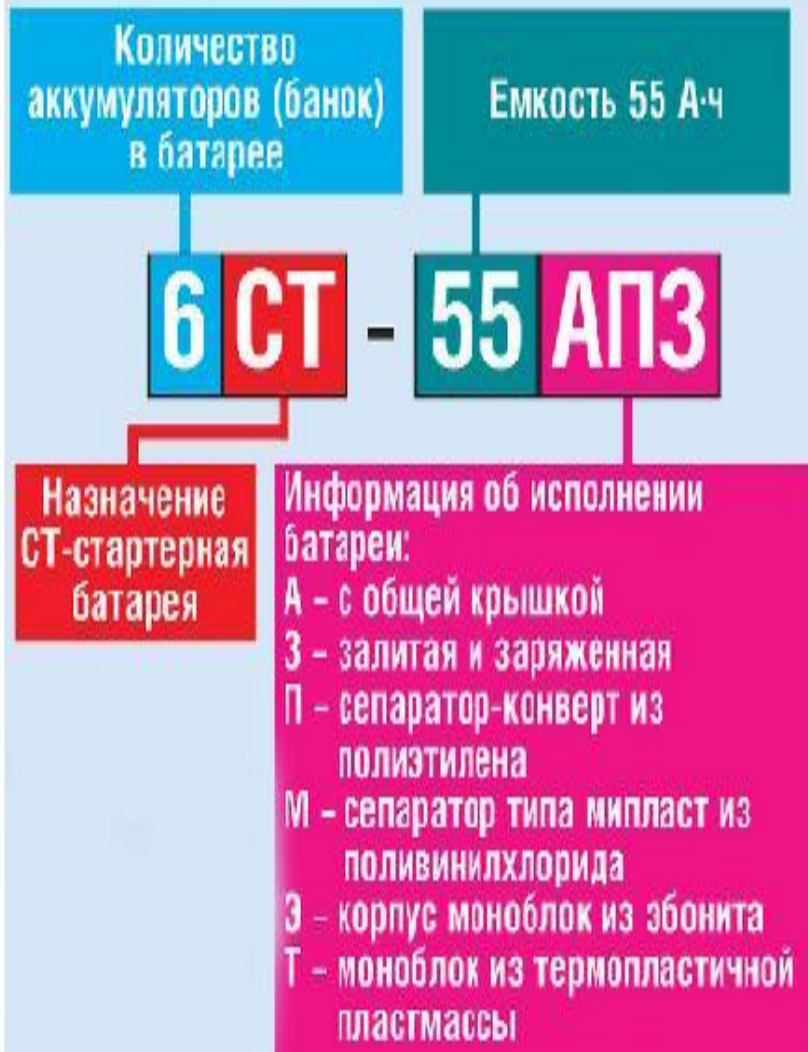 Количество
аккумуляторов (банок)
в батарее
Емкость 55 А·ч
6 СТ - 55 АПЗ
Назначение
СТ-стартерная
батарея
Информация об исполнении
батареи:
А – с общей крышкой
З – залитая и заряженная
П – сепаратор-конверт из
полиэтилена
М – сепаратор типа мипласт из
поливинилхлорида
Э – корпус моноблок из эбонита
Т – моноблок из термопластичной
пластмассы